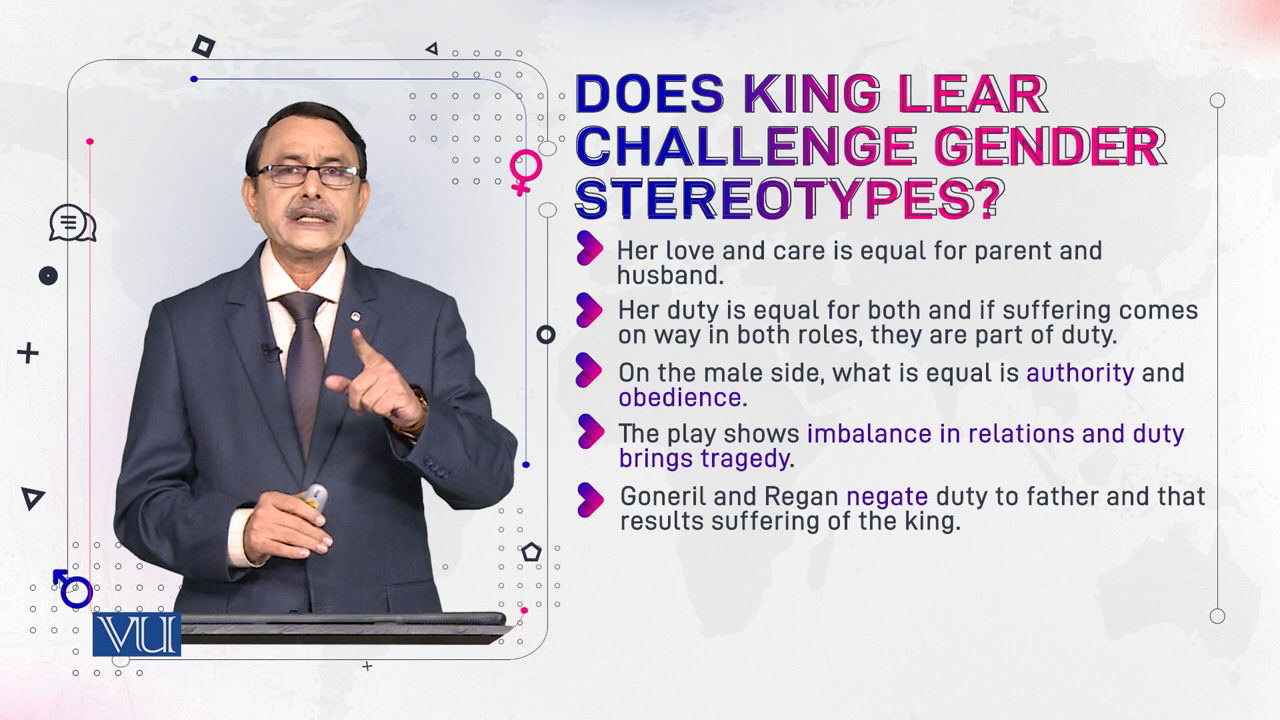 DOES KING LEAR
CHALLENGE GENDER
STEREOTYPES?
Her love and care is equal for parent and
husband.
Her duty is equal for both and if suffering comes
on way in both roles, they are part of duty.
On the male side, what is equal is authority and
obedience.
The play shows imbalance in relations and duty
brings tragedy.
Goneril and Regan negate duty to father and that
results suffering of the king.
VU